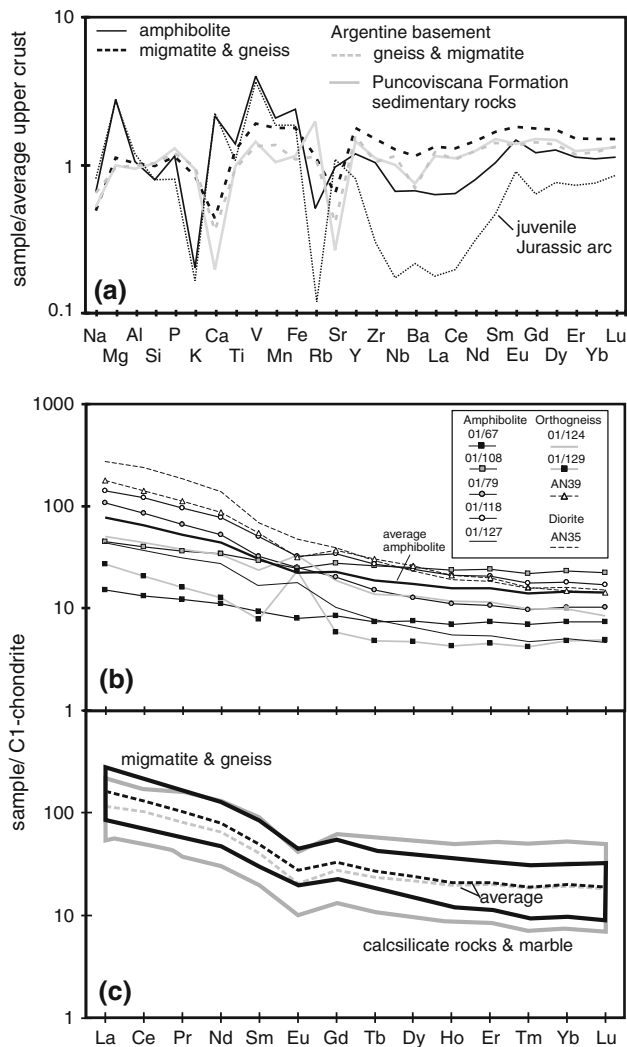 10
1
0.1
sample/average upper crust
amphibolite
migmatite & gneiss
Argentine basement
gneiss & migmatite
Puncoviscana Formation
sedimentary rocks
juvenile
Jurassic arc
(a)
Na Al P Ca V Fe Sr Zr Ba Ce Sm Gd Er Lu
Mg Si K Ti Mn Rb Y Nb La Nd Eu Dy Yb
1000
100
10
1
Amphibolite Orthogneiss
01/67 01/124
01/108 01/129
01/79 AN39
01/118 Diorite
01/127 AN35
average
amphibolite
(b)
sample/ C1-chondrite
100
10
1
migmatite & gneiss
average
calcsilicate rocks & marble
(c)
La Ce Pr Nd Sm Eu Gd Tb Dy Ho Er Tm Yb Lu